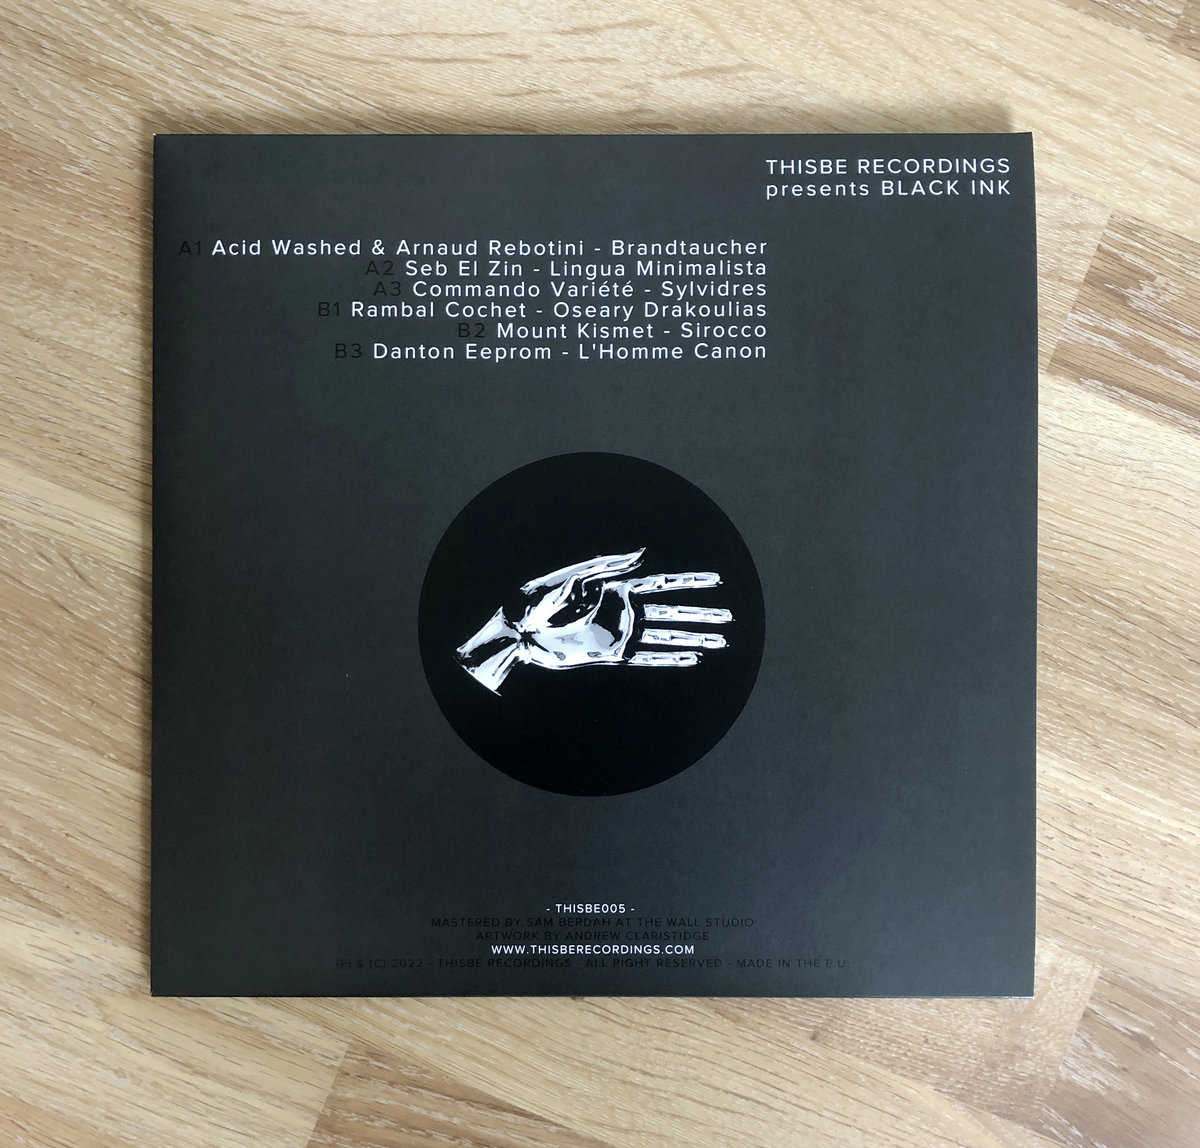 THISBE RECORDINGS
presents BLACK INK
A1 Acid Washed & Arnaud Rebotini - Brandtaucher
A2 Seb El Zin - Lingua Minimalista
A3 Commando Variété - Sylvidres
B1 Rambal Cochet - Oseary Drakoulias
B2 Mount Kismet - Sirocco
B3 Danton Eeprom - L'Homme Canon
- THISBE005 -
MASTERED BY SAM BERDAH AT THE WALL STUDIO
ARTWORK BY ANDREW CLARISTIDGE
WWW.THISBERECORDINGS.COM
(P) & (C) 2022 - THISBE RECORDINGS - ALL RIGHT RESERVED - MADE IN THE E.U.